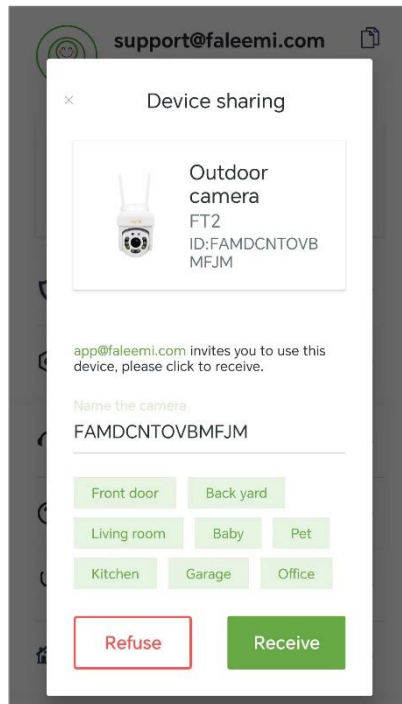 support@faleemi.com
×
Device sharing
Outdoor
camera
FT2
ID:FAMDCNTOVB
MFJM
app@faleemi.com invites you to use this
device, please click to receive.
Name the camera
FAMDCNTOVBMFJM
Front door Back yard
Living room Baby Pet
Kitchen Garage Office
Refuse Receive